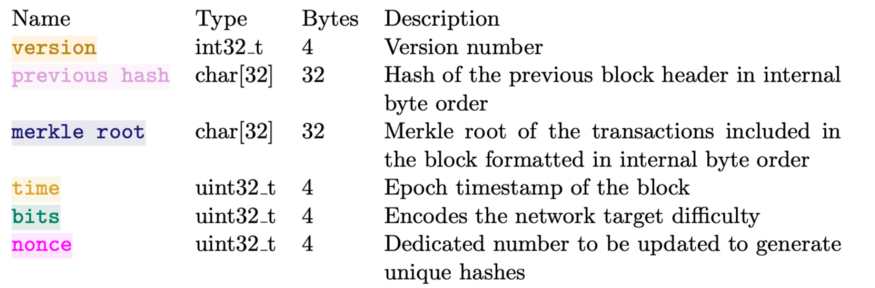 Name Type Bytes Description
version int32_t 4 Version number
previous hash char[32] 32 Hash of the previous block header in internal
byte order
merkle root char[32] 32 Merkle root of the transactions included in
the block formatted in internal byte order
time uint32_t 4 Epoch timestamp of the block
bits uint32_t 4 Encodes the network target difficulty
nonce uint32_t 4 Dedicated number to be updated to generate
unique hashes